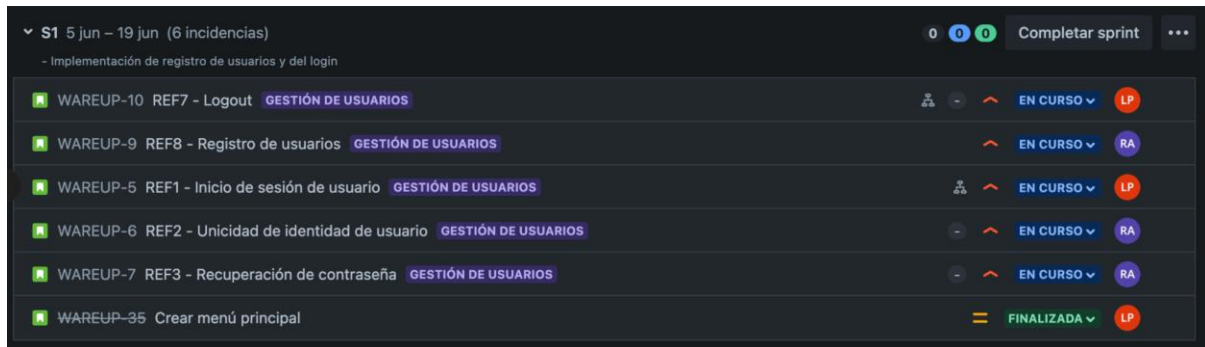 S1 5 jun – 19 jun (6 incidencias) 0 0 0 Completar sprint
- Implementación de registro de usuarios y del login
WAREUP-10 REF7 - Logout GESTIÓN DE USUARIOS - EN CURSO LP
WAREUP-9 REF8 - Registro de usuarios GESTIÓN DE USUARIOS EN CURSO RA
WAREUP-5 REF1 - Inicio de sesión de usuario GESTIÓN DE USUARIOS EN CURSO LP
WAREUP-6 REF2 - Unicidad de identidad de usuario GESTIÓN DE USUARIOS - EN CURSO RA
WAREUP-7 REF3 - Recuperación de contraseña GESTIÓN DE USUARIOS - EN CURSO RA
WAREUP-35 Crear menú principal FINALIZADA LP